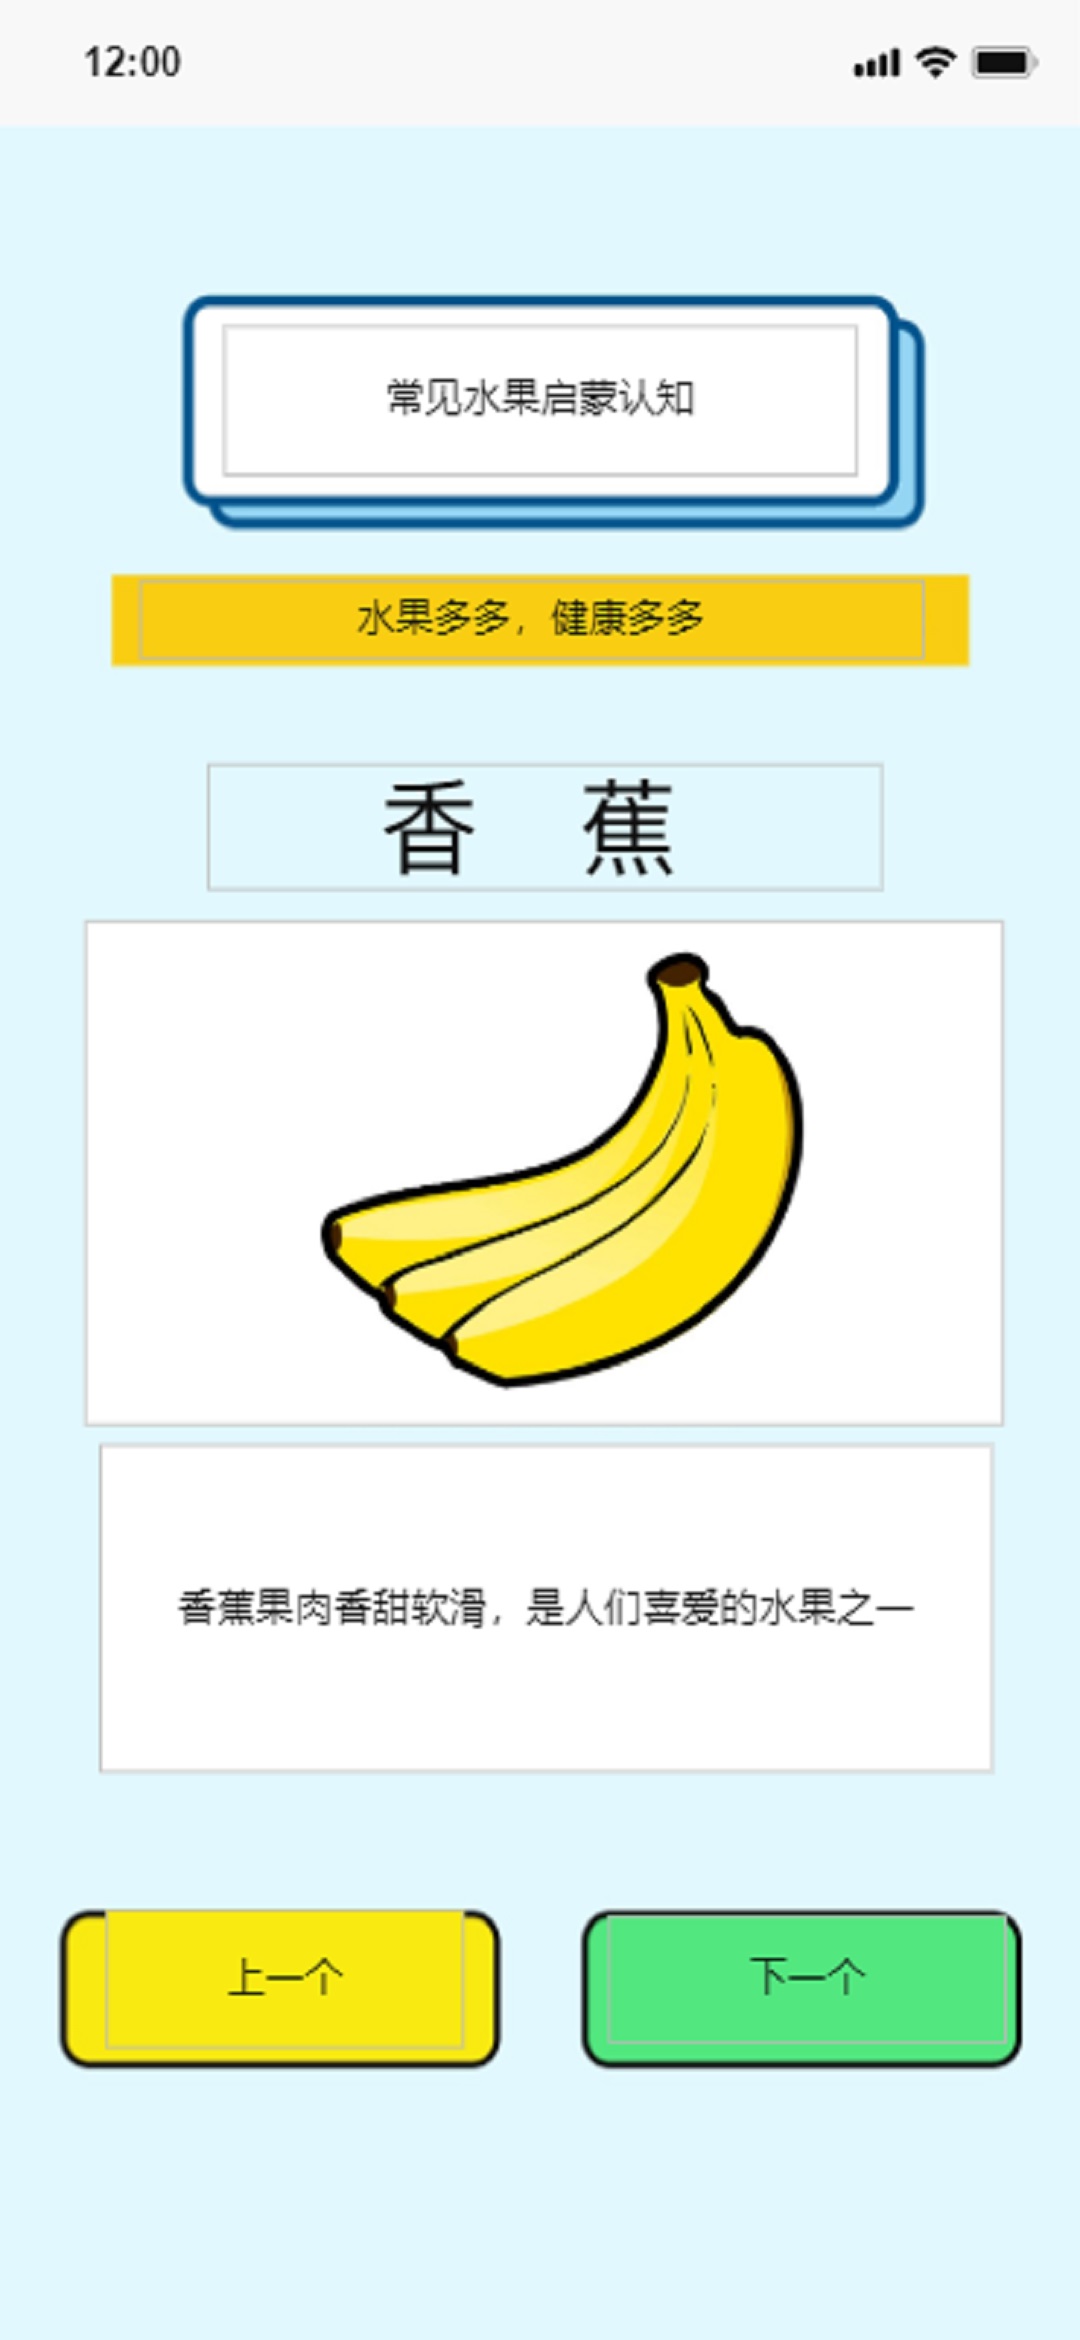 12:00
常见水果启蒙认知
水果多多，健康多多
香 蕉
香蕉果肉香甜软滑，是人们喜爱的水果之一
上一个
下一个